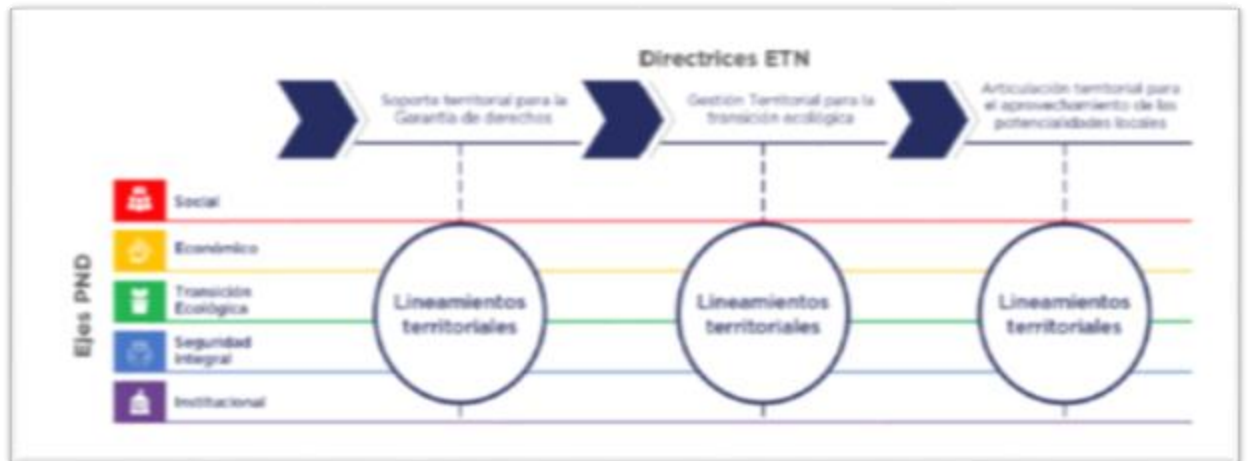 Directrices ETN
Soporte territorial para la
Garantía de derechos
Gestión Territorial para la
transición ecológica
Articulación territorial para
el aprovechamiento de las
potencialidades locales
Ejes PND
Social
Económico
Transición
Ecológica
Seguridad
Integral
Institucional
Lineamientos
territoriales
Lineamientos
territoriales
Lineamientos
territoriales